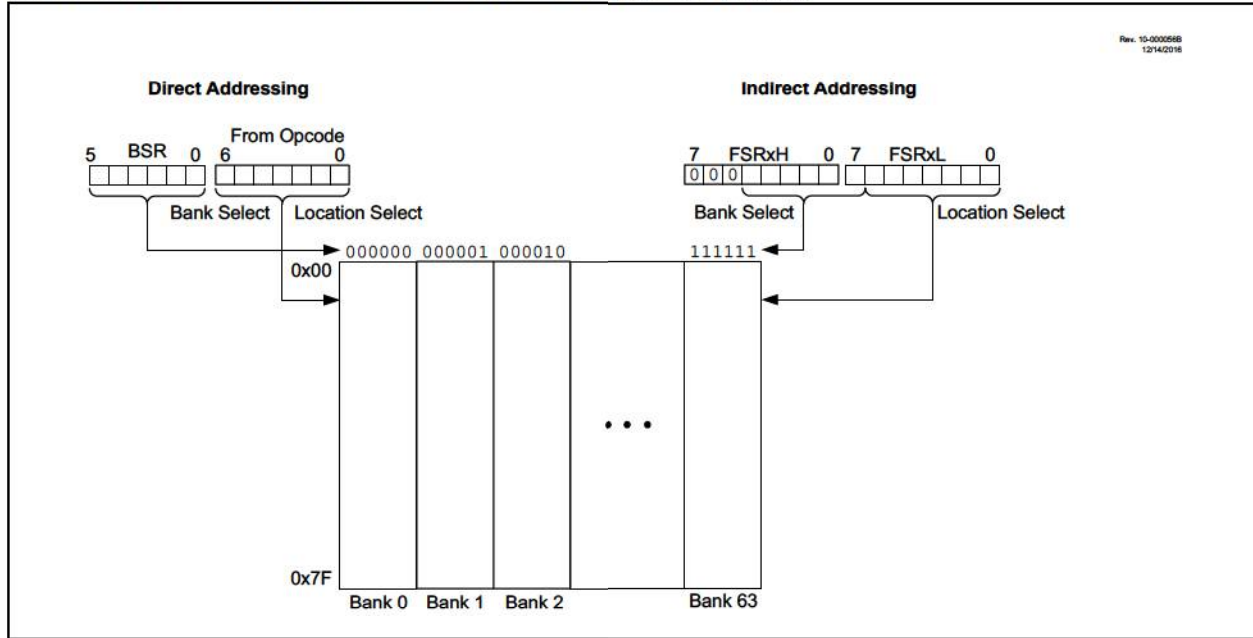 Rev. 10-000056B
12/14/2016
Direct Addressing
Indirect Addressing
5 BSR 0 6 From Opcode 0
7 FSRxH 0 7 FSRxL 0
0 0 0
Bank Select Location Select
Bank Select Location Select
000000 000001 000010 111111
0x00
0x7F
Bank 0 Bank 1 Bank 2 Bank 63